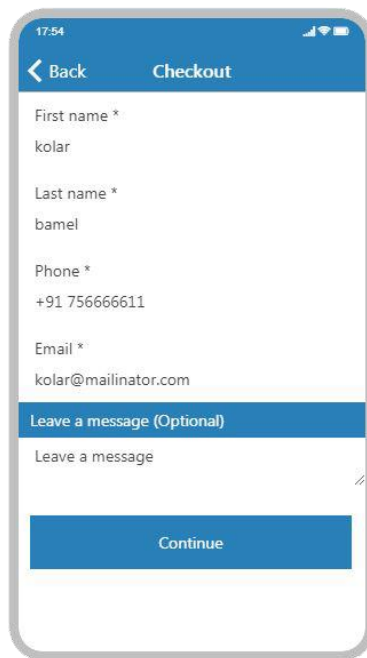 17:54
Back Checkout
First name *
kolar
Last name *
bamel
Phone *
+91 756666611
Email *
kolar@mailinator.com
Leave a message (Optional)
Leave a message
Continue